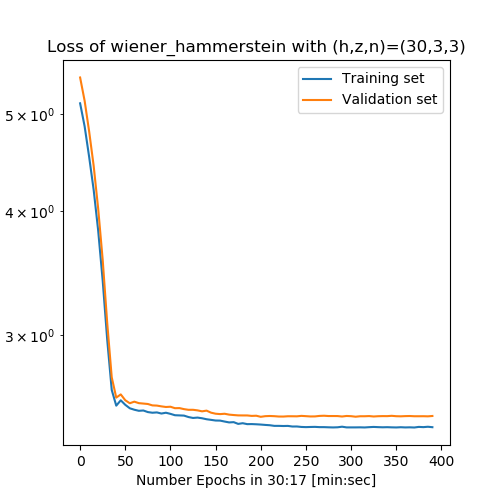 Loss of wiener_hammerstein with (h,z,n)=(30,3,3)
Training set
Validation set
5 × 10⁰
4 × 10⁰
3 × 10⁰
0 50 100 150 200 250 300 350 400
Number Epochs in 30:17 [min:sec]